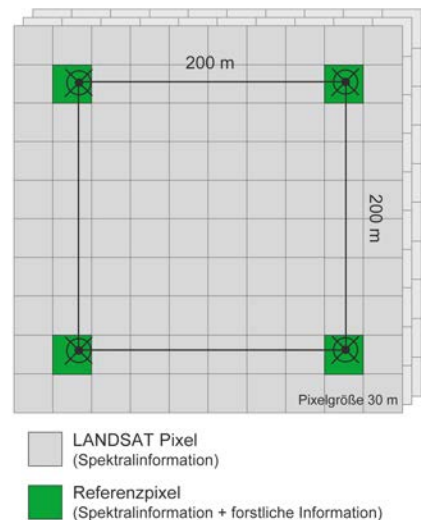 200 m
200 m
Pixelgröße 30 m
LANDSAT Pixel
(Spektralinformation)
Referenzpixel
(Spektralinformation + forstliche Information)